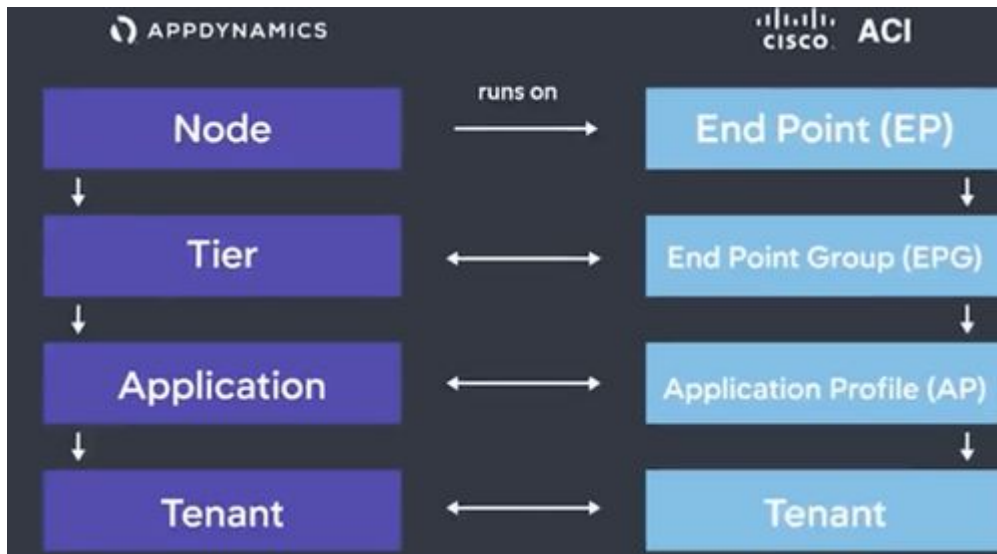 APPDYNAMICS
CISCO ACI
runs on
Node
End Point (EP)
Tier
End Point Group (EPG)
Application
Application Profile (AP)
Tenant
Tenant